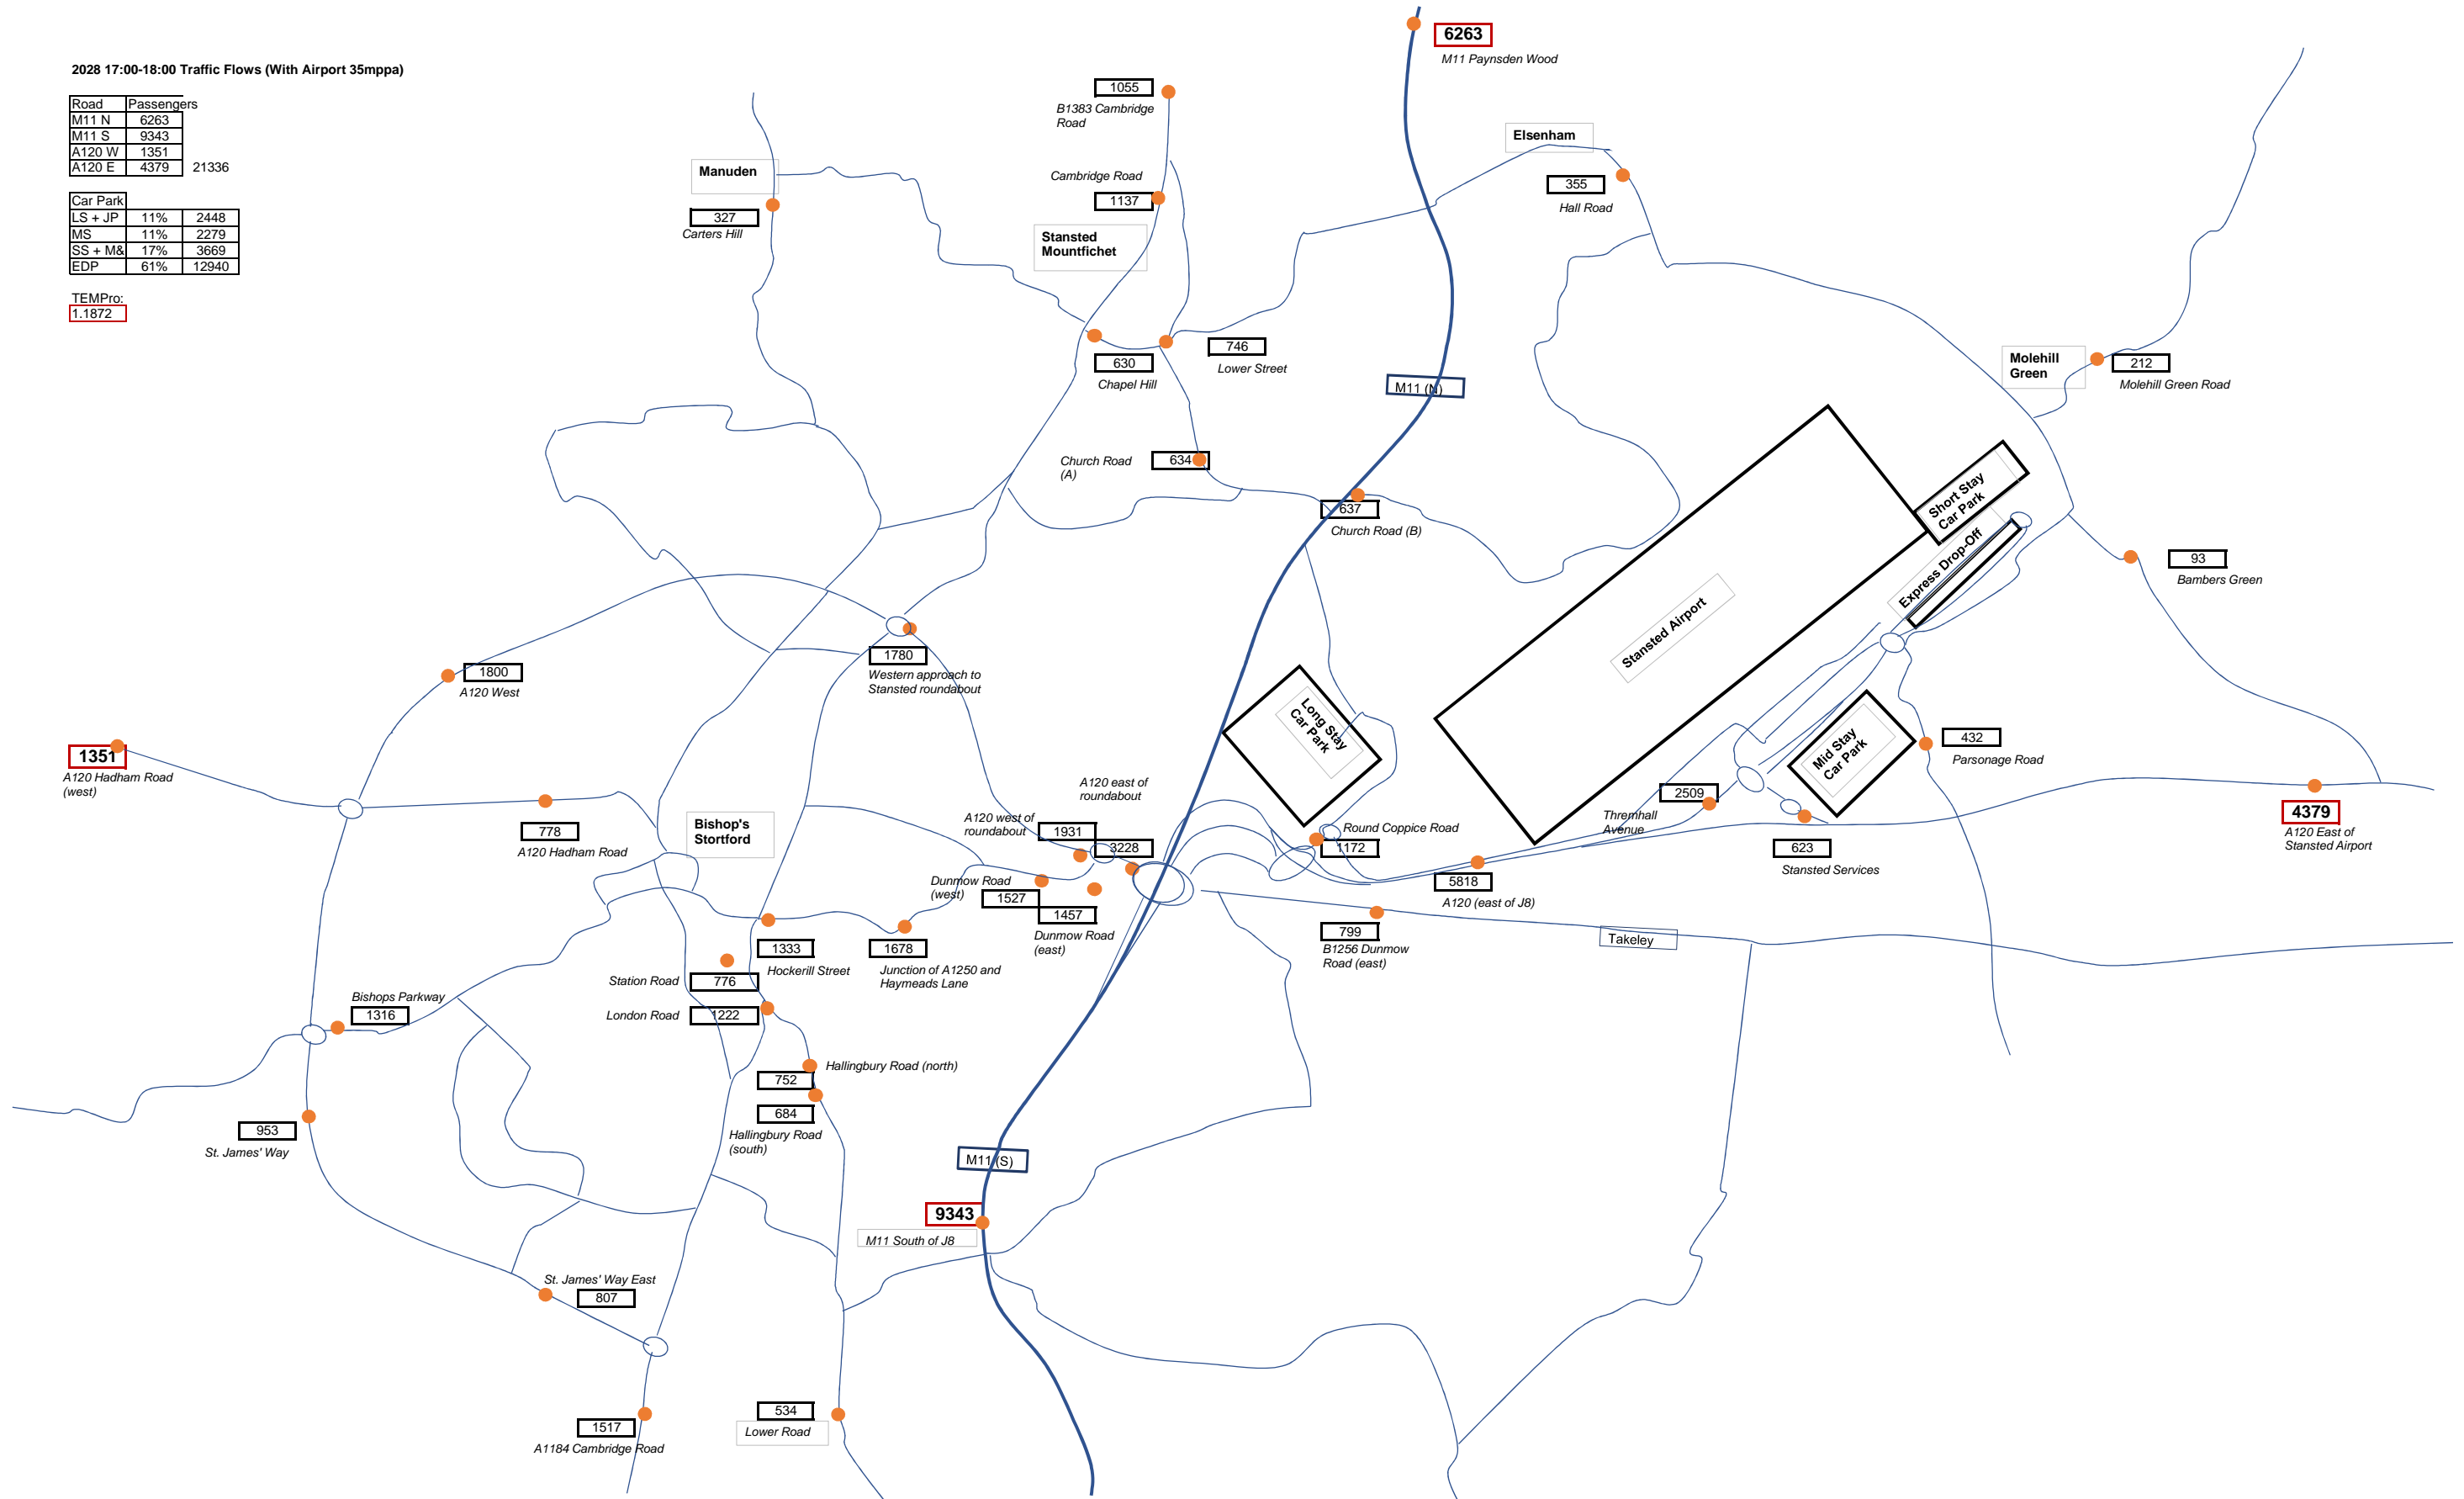 2028 17:00-18:00 Traffic Flows (With Airport 35mppa)
Road Passengers
M11 N 6263
M11 S 9343
A120 W 1351
A120 E 4379 21336
Car Park
LS + JP 11% 2448
MS 11% 2279
SS + M& 17% 3669
EDP 61% 12940
TEMPro:
1.1872
6263
M11 Paynsden Wood
1055
B1383 Cambridge
Road
Elsenham
Manuden
327
Carters Hill
Cambridge Road
1137
Stansted
Mountfichet
355
Hall Road
630
Chapel Hill
746
Lower Street
M11 (N)
Molehill
Green
212
Molehill Green Road
Church Road
(A)
634
637
Church Road (B)
Short Stay
Car Park
Express Drop-Off
Stansted Airport
93
Bambers Green
1780
Western approach to
Stansted roundabout
1800
A120 West
1351
A120 Hadham Road
(west)
Long Stay
Car Park
Mid Stay
Car Park
432
Parsonage Road
778
A120 Hadham Road
Bishop's
Stortford
A120 east of
roundabout
A120 west of
roundabout
1931
3228
Round Coppice Road
1172
2509
Thremhall
Avenue
623
Stansted Services
4379
A120 East of
Stansted Airport
Dunmow Road
(west)
1527
1457
Dunmow Road
(east)
5818
A120 (east of J8)
799
B1256 Dunmow
Road (east)
Takeley
1333
Hockerill Street
1678
Junction of A1250 and
Haymeads Lane
Station Road
776
London Road
1222
Bishops Parkway
1316
Hallingbury Road (north)
752
684
Hallingbury Road
(south)
953
St. James' Way
M11 (S)
9343
M11 South of J8
St. James' Way East
807
534
Lower Road
1517
A1184 Cambridge Road